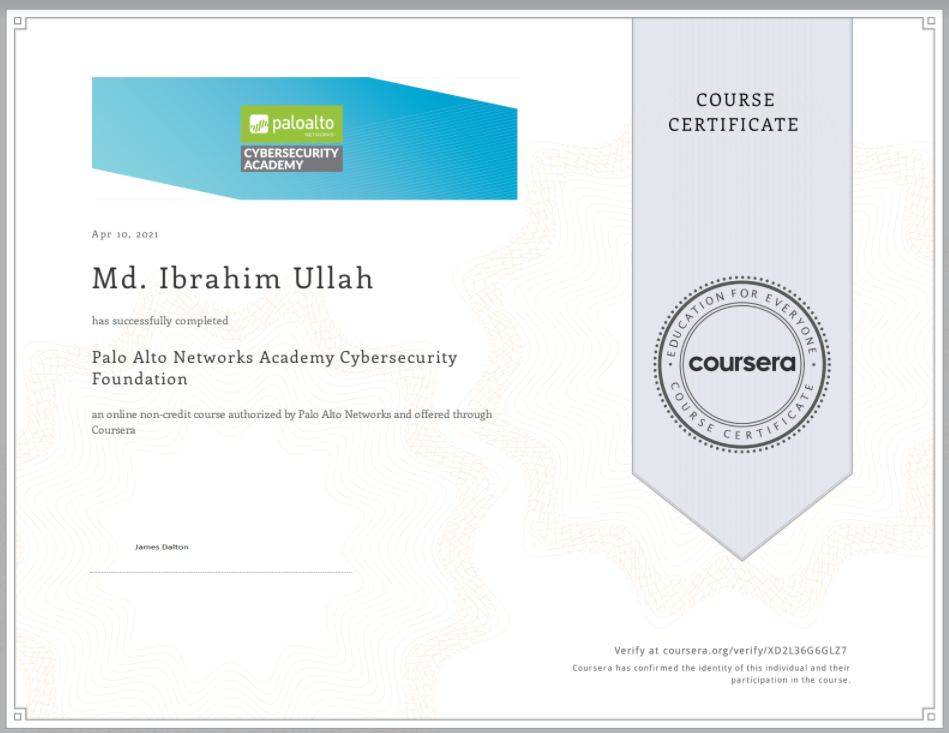 paloalto
NETWORKS
CYBERSECURITY
ACADEMY
Apr 10, 2021
Md. Ibrahim Ullah
has successfully completed
Palo Alto Networks Academy Cybersecurity
Foundation
an online non-credit course authorized by Palo Alto Networks and offered through
Coursera
James Dalton
COURSE
CERTIFICATE
EDUCATION FOR EVERYONE
coursera
COURSE CERTIFICATE
Verify at coursera.org/verify/XD2L36G6GLZ7
Coursera has confirmed the identity of this individual and their
participation in the course.